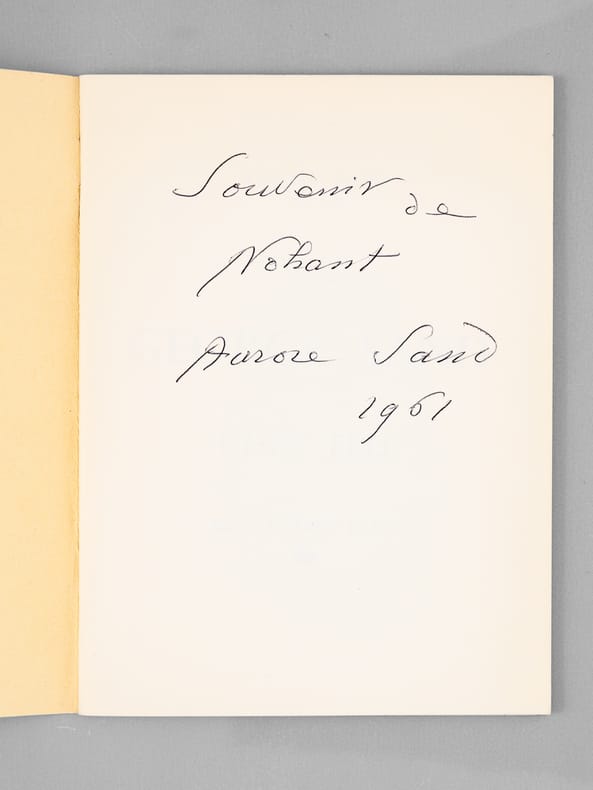 Souvenir de
Nohant
Aurore Sand
1961